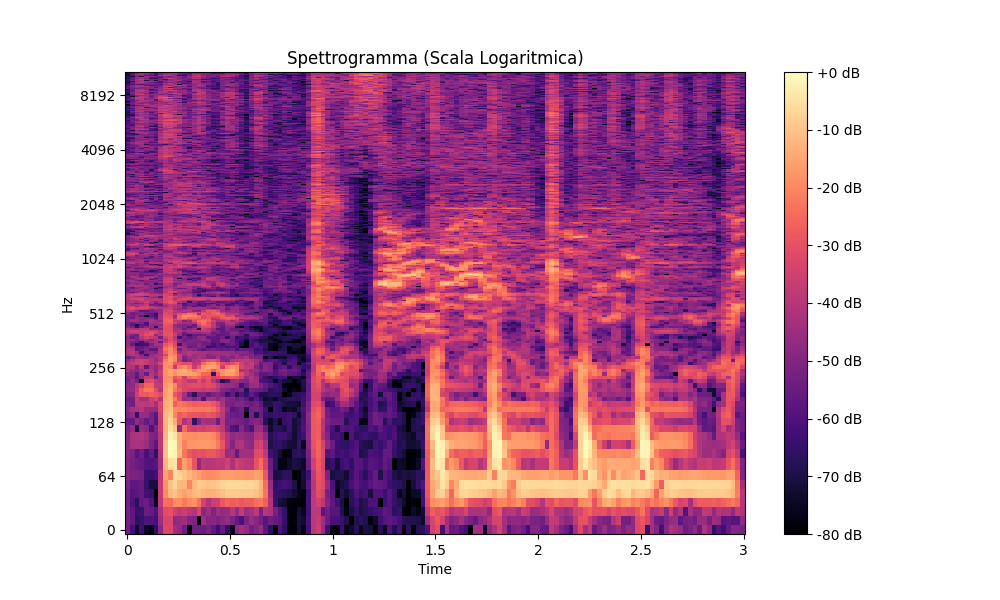 Spettrogramma (Scala Logaritmica)
Hz
8192
4096
2048
1024
512
256
128
64
0
0 0.5 1 1.5 2 2.5 3
Time
+0 dB
-10 dB
-20 dB
-30 dB
-40 dB
-50 dB
-60 dB
-70 dB
-80 dB